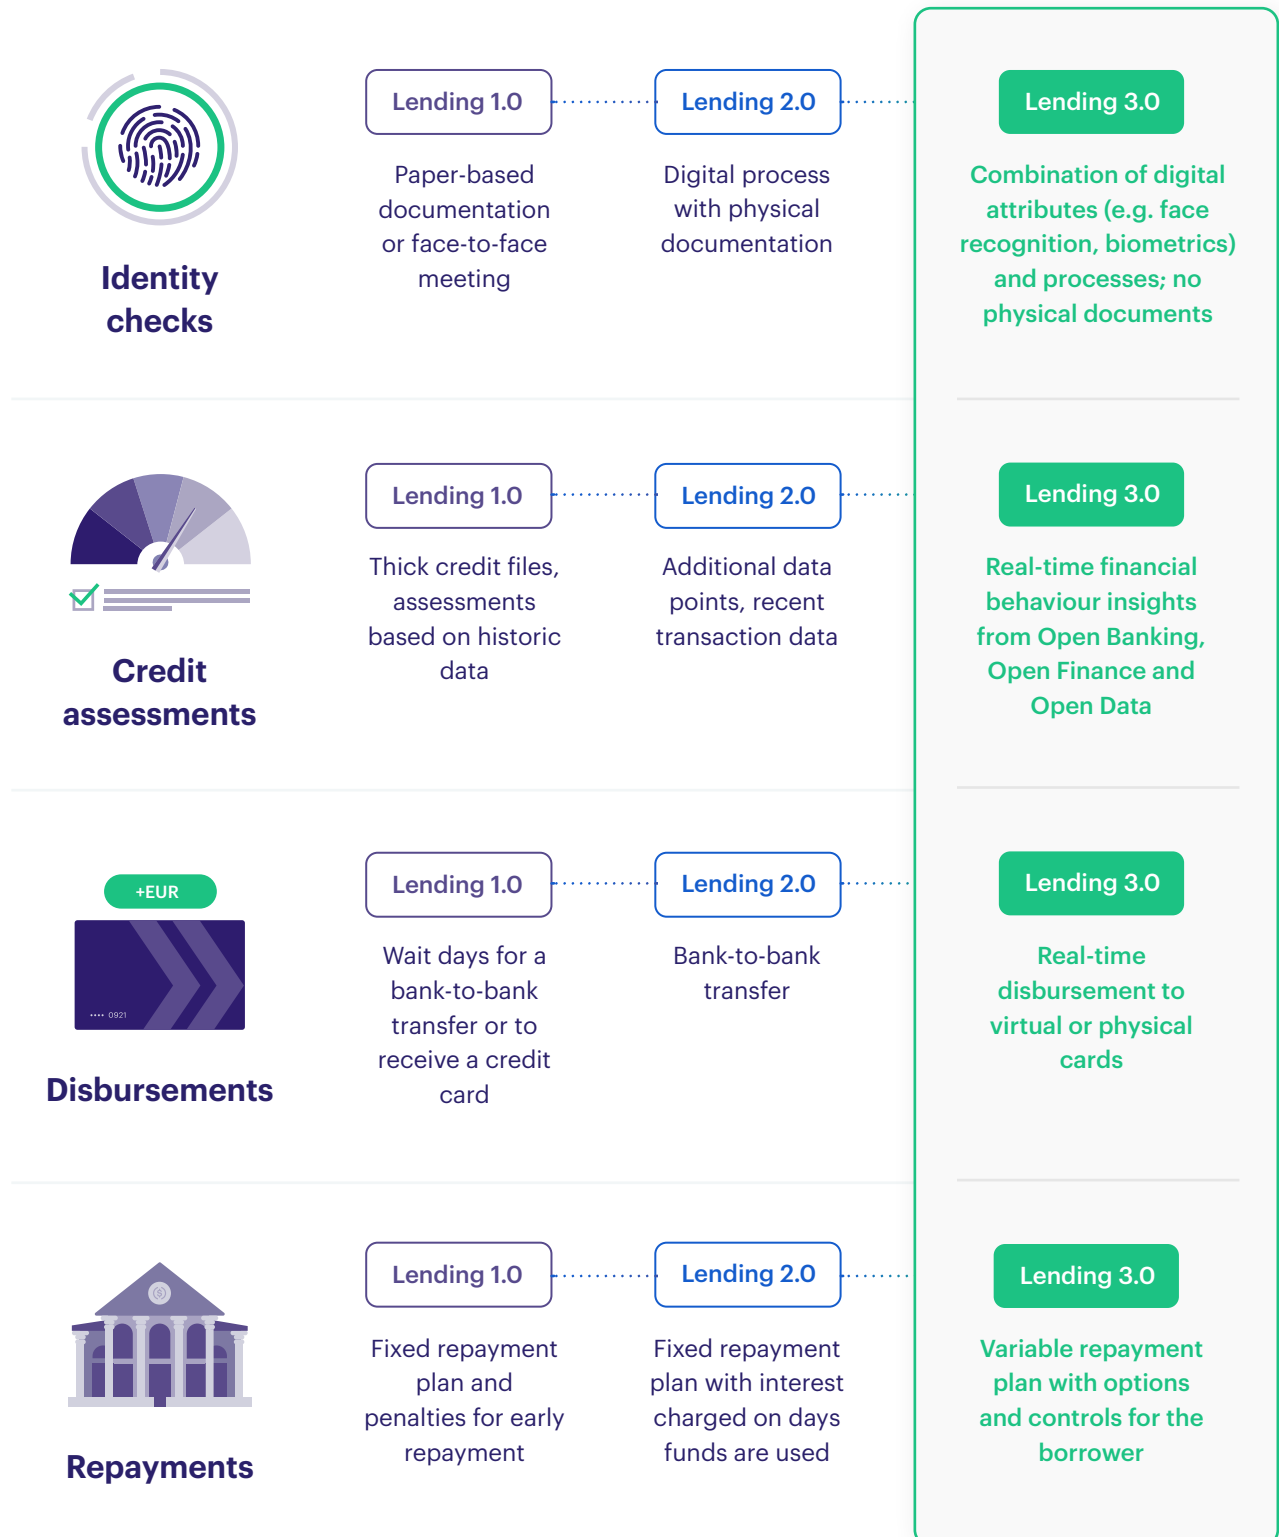 Identity
checks
Lending 1.0
Paper-based
documentation
or face-to-face
meeting
Lending 2.0
Digital process
with physical
documentation
Lending 3.0
Combination of digital
attributes (e.g. face
recognition, biometrics)
and processes; no
physical documents
Credit
assessments
Lending 1.0
Thick credit files,
assessments
based on historic
data
Lending 2.0
Additional data
points, recent
transaction data
Lending 3.0
Real-time financial
behaviour insights
from Open Banking,
Open Finance and
Open Data
+EUR
•••• 0921
Disbursements
Lending 1.0
Wait days for a
bank-to-bank
transfer or to
receive a credit
card
Lending 2.0
Bank-to-bank
transfer
Lending 3.0
Real-time
disbursement to
virtual or physical
cards
Repayments
Lending 1.0
Fixed repayment
plan and
penalties for early
repayment
Lending 2.0
Fixed repayment
plan with interest
charged on days
funds are used
Lending 3.0
Variable repayment
plan with options
and controls for the
borrower